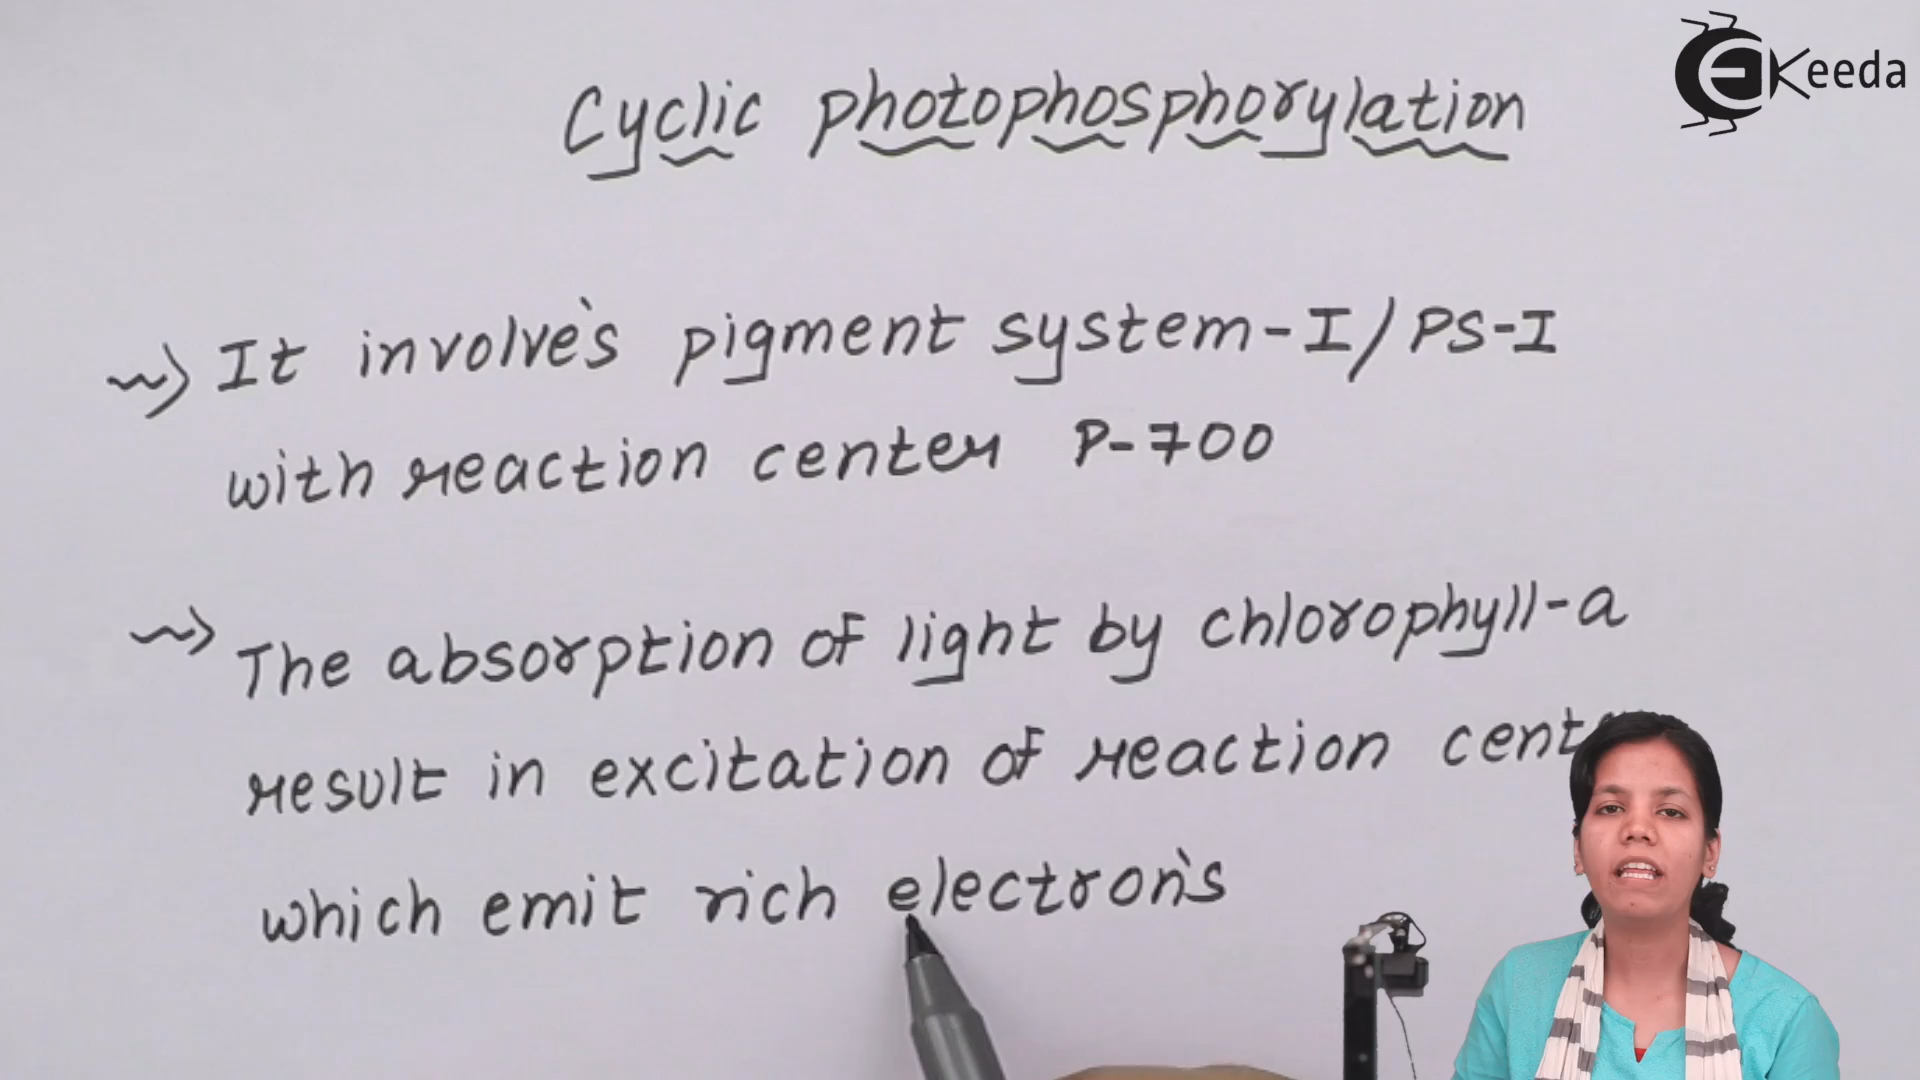 EKeeda
Cyclic photophosphorylation
It involve's pigment system-I/PS-I
with reaction center P-700
The absorption of light by chlorophyll-a
result in excitation of reaction
which emit rich electron's